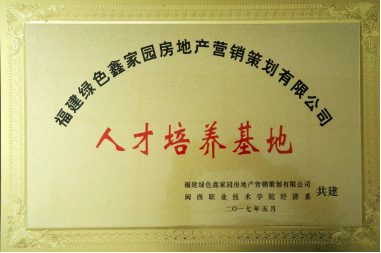 福建绿色鑫家园房地产营销策划有限公司
人才培养基地
福建绿色鑫家园房地产营销策划有限公司
闽西职业技术学院经济系 共建
二〇一七年五月